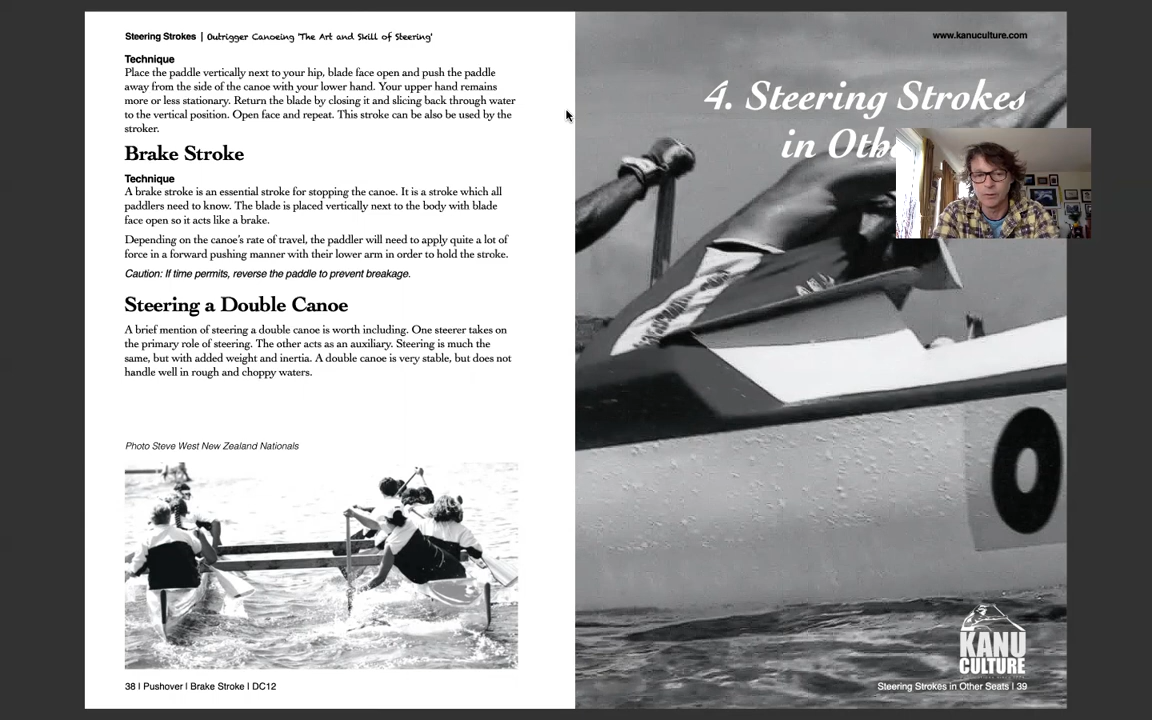 Steering Strokes | Outrigger Canoeing 'The Art and Skill of Steering'
Technique
Place the paddle vertically next to your hip, blade face open and push the paddle
away from the side of the canoe with your lower hand. Your upper hand remains
more or less stationary. Return the blade by closing it and slicing back through water
to the vertical position. Open face and repeat. This stroke can be also be used by the
stroker.
Brake Stroke
Technique
A brake stroke is an essential stroke for stopping the canoe. It is a stroke which all
paddlers need to know. The blade is placed vertically next to the body with blade
face open so it acts like a brake.
Depending on the canoe's rate of travel, the paddler will need to apply quite a lot of
force in a forward pushing manner with their lower arm in order to hold the stroke.
Caution: If time permits, reverse the paddle to prevent breakage.
Steering a Double Canoe
A brief mention of steering a double canoe is worth including. One steerer takes on
the primary role of steering. The other acts as an auxiliary. Steering is much the
same, but with added weight and inertia. A double canoe is very stable, but does not
handle well in rough and choppy waters.
Photo Steve West New Zealand Nationals
38 | Pushover | Brake Stroke | DC12
www.kanuculture.com
4. Steering Strokes
in Oth
0
KANU
CULTURE
Steering Strokes in Other Seats | 39